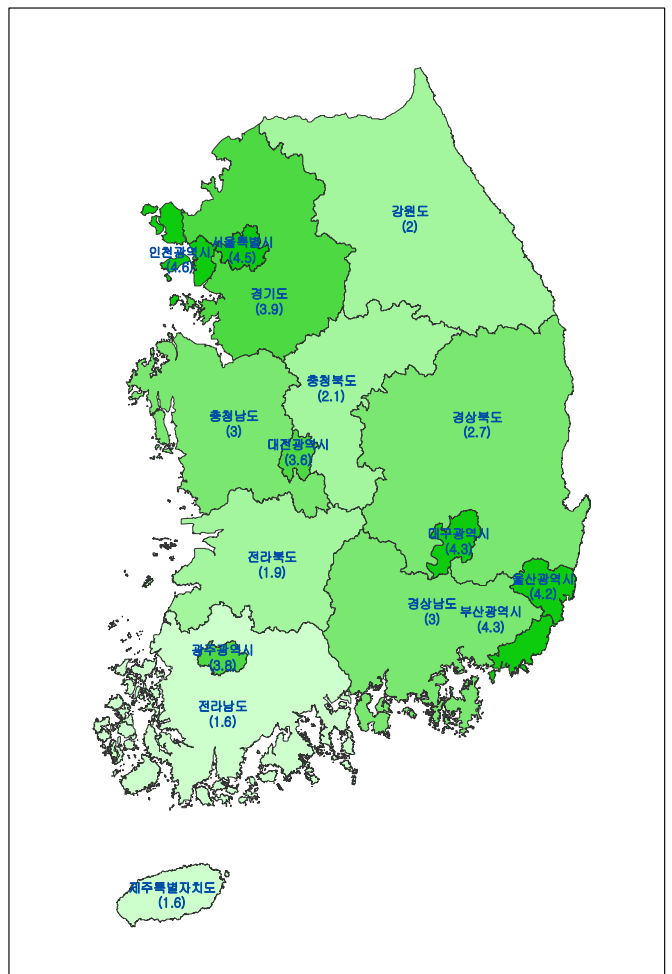 강원도
(2)
서울특별시
(4.5)
인천광역시
(4.6)
경기도
(3.9)
충청북도
(2.1)
충청남도
(3)
경상북도
(2.7)
대전광역시
(3.6)
대구광역시
(4.3)
전라북도
(1.9)
울산광역시
(4.2)
경상남도
(3)
부산광역시
(4.3)
광주광역시
(3.8)
전라남도
(1.6)
제주특별자치도
(1.6)